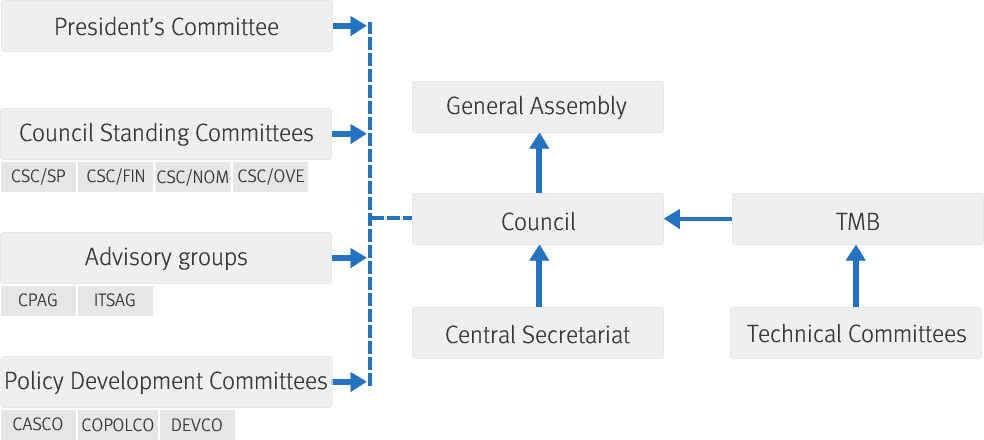 President’s Committee
Council Standing Committees
CSC/SP CSC/FIN CSC/NOM CSC/OVE
Advisory groups
CPAG ITSAG
Policy Development Committees
CASCO COPOLCO DEVCO
General Assembly
Council
Central Secretariat
TMB
Technical Committees